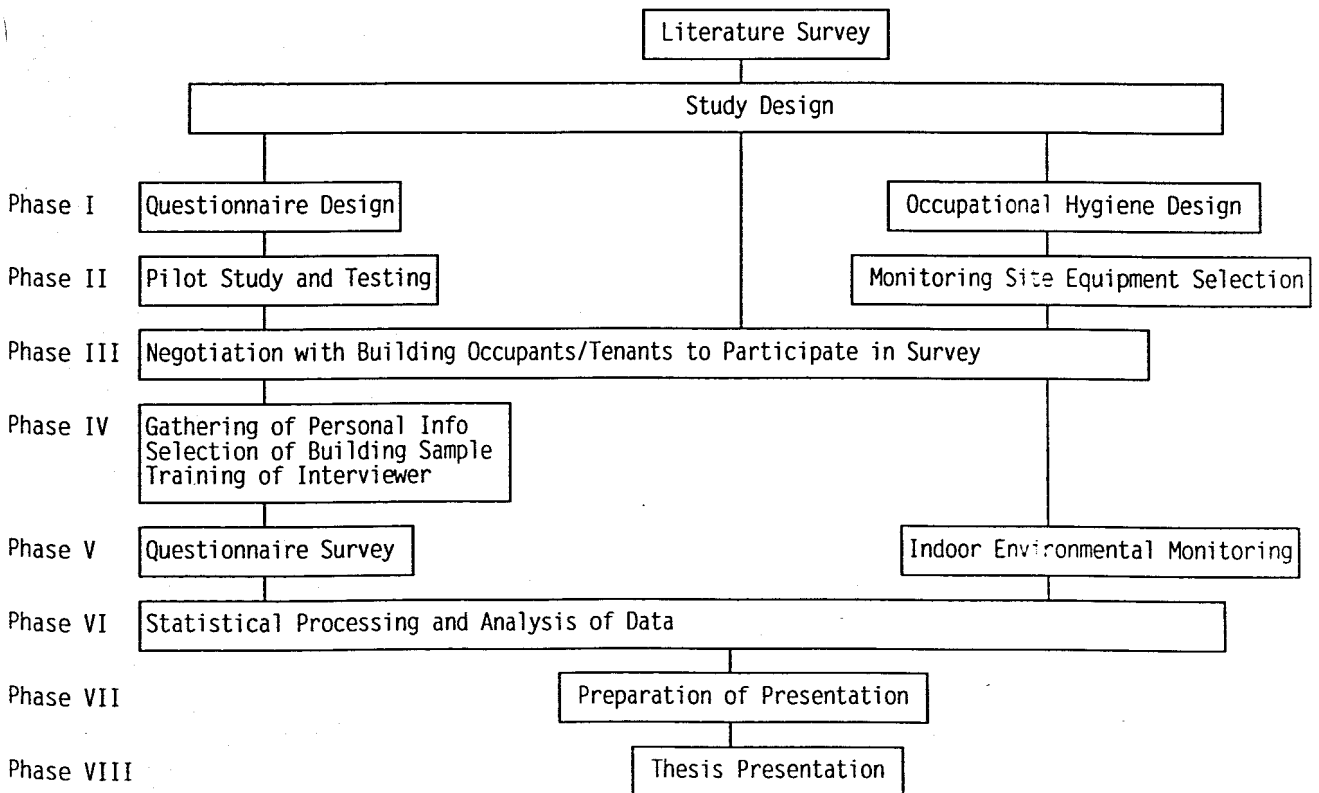 Literature Survey
Study Design
Phase I Questionnaire Design Occupational Hygiene Design
Phase II Pilot Study and Testing Monitoring Site Equipment Selection
Phase III Negotiation with Building Occupants/Tenants to Participate in Survey
Phase IV Gathering of Personal Info
Selection of Building Sample
Training of Interviewer
Phase V Questionnaire Survey Indoor Environmental Monitoring
Phase VI Statistical Processing and Analysis of Data
Phase VII Preparation of Presentation
Phase VIII Thesis Presentation